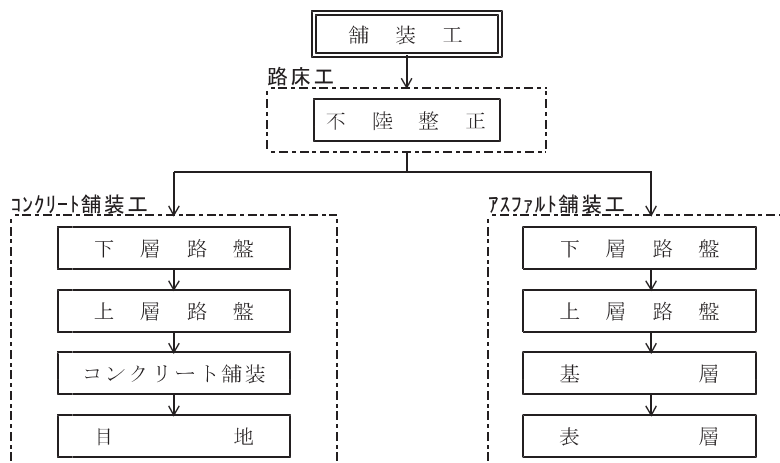 舗装工
路床工
不陸整正
コンクリート舗装工
下層路盤
上層路盤
コンクリート舗装
目地
アスファルト舗装工
下層路盤
上層路盤
基層
表層